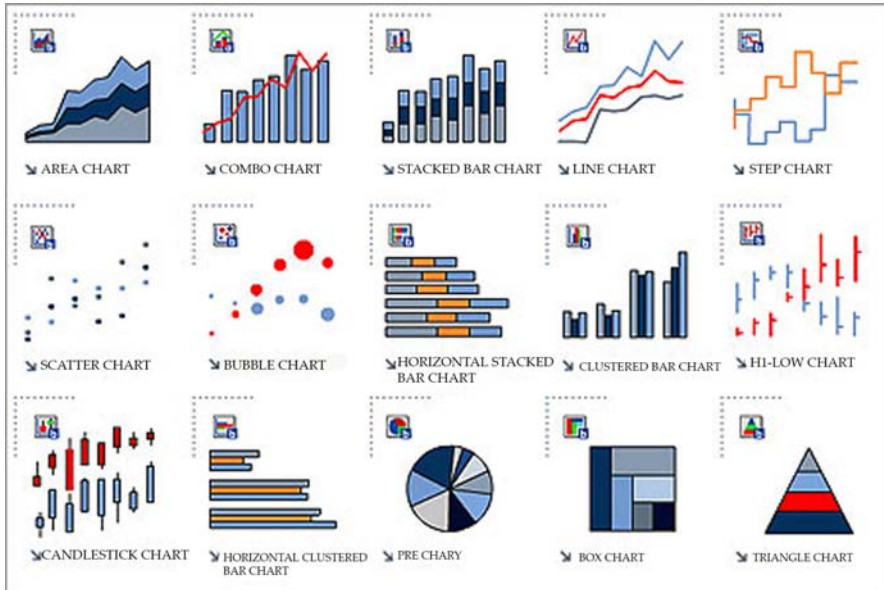 AREA CHART
COMBO CHART
STACKED BAR CHART
LINE CHART
STEP CHART
SCATTER CHART
BUBBLE CHART
HORIZONTAL STACKED
BAR CHART
CLUSTERED BAR CHART
H1-LOW CHART
CANDLESTICK CHART
HORIZONTAL CLUSTERED
BAR CHART
PRE CHARY
BOX CHART
TRIANGLE CHART